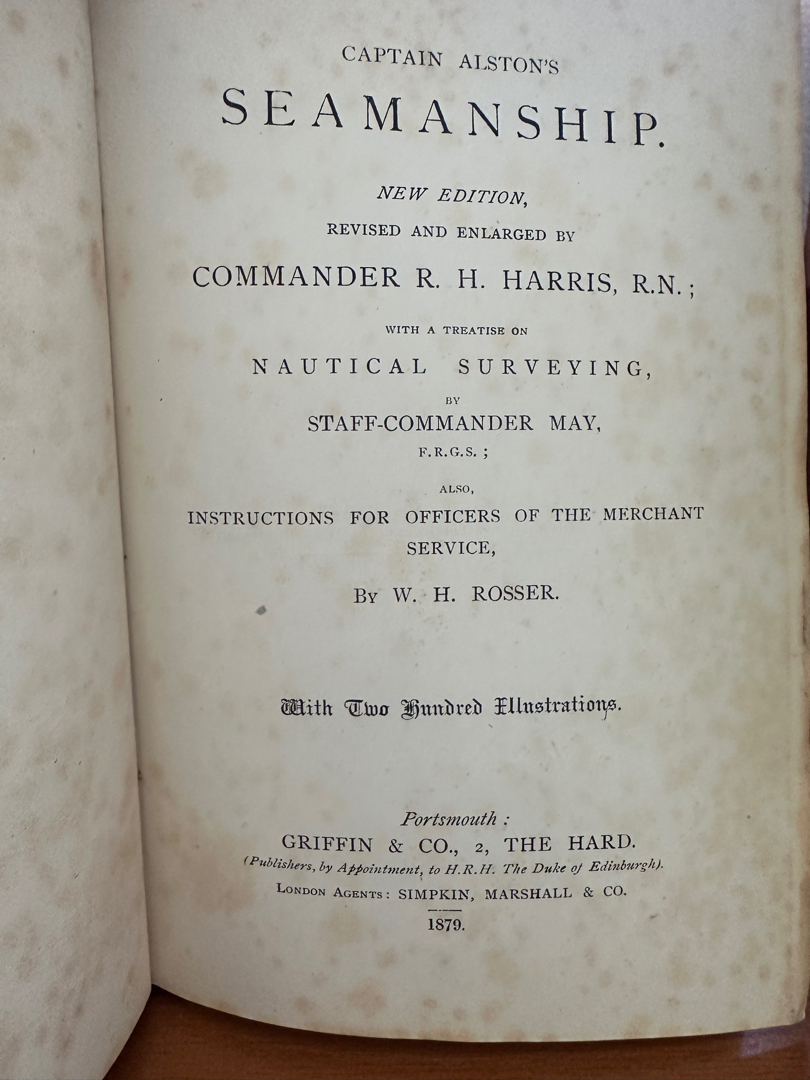 CAPTAIN ALSTON'S
SEAMANSHIP.
NEW EDITION,
REVISED AND ENLARGED BY
COMMANDER R. H. HARRIS, R.N.;
WITH A TREATISE ON
NAUTICAL SURVEYING,
BY
STAFF-COMMANDER MAY,
F.R.G.S.;
ALSO,
INSTRUCTIONS FOR OFFICERS OF THE MERCHANT
SERVICE,
By W. H. ROSSER.
With Two Hundred Illustrations.
Portsmouth:
GRIFFIN & CO., 2, THE HARD.
(Publishers, by Appointment, to H.R.H. The Duke of Edinburgh).
LONDON AGENTS: SIMPKIN, MARSHALL & CO.
1879.